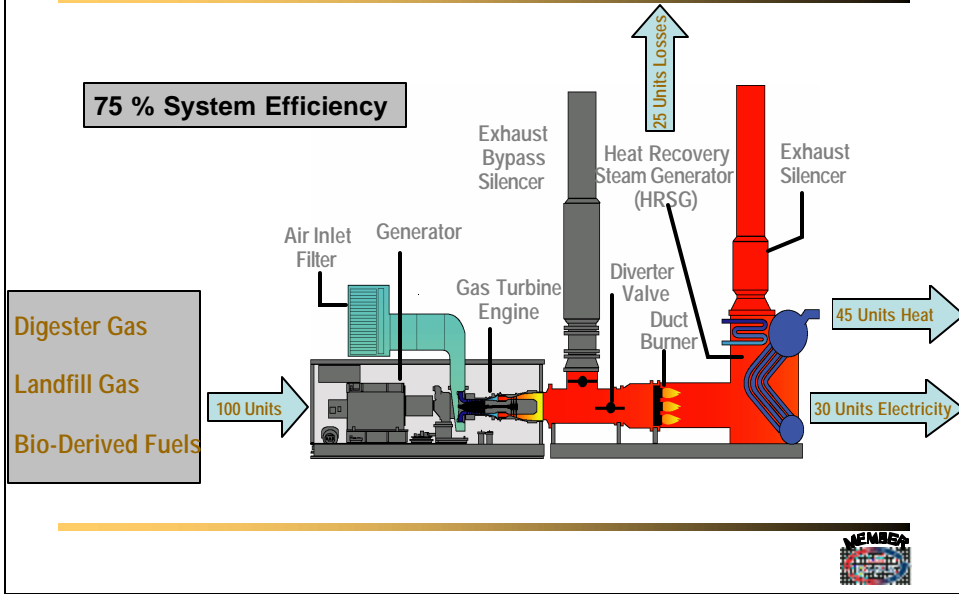 25 Units Losses
75 % System Efficiency
Exhaust
Bypass
Silencer
Heat Recovery
Steam Generator
(HRSG)
Exhaust
Silencer
Air Inlet
Filter
Generator
Gas Turbine
Engine
Diverter
Valve
Duct
Burner
Digester Gas
Landfill Gas
Bio-Derived Fuels
100 Units
45 Units Heat
30 Units Electricity
MEMBER